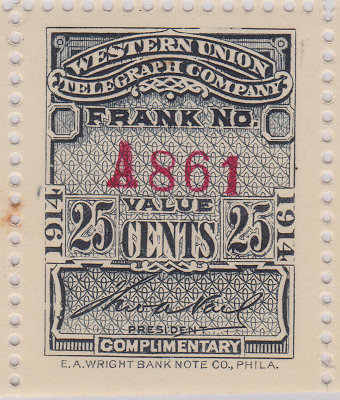 WESTERN UNION
TELEGRAPH COMPANY
FRANK NO.
A861
1914 VALUE 1914
25 CENTS 25
PRESIDENT
COMPLIMENTARY
E.A. WRIGHT BANK NOTE CO., PHILA.